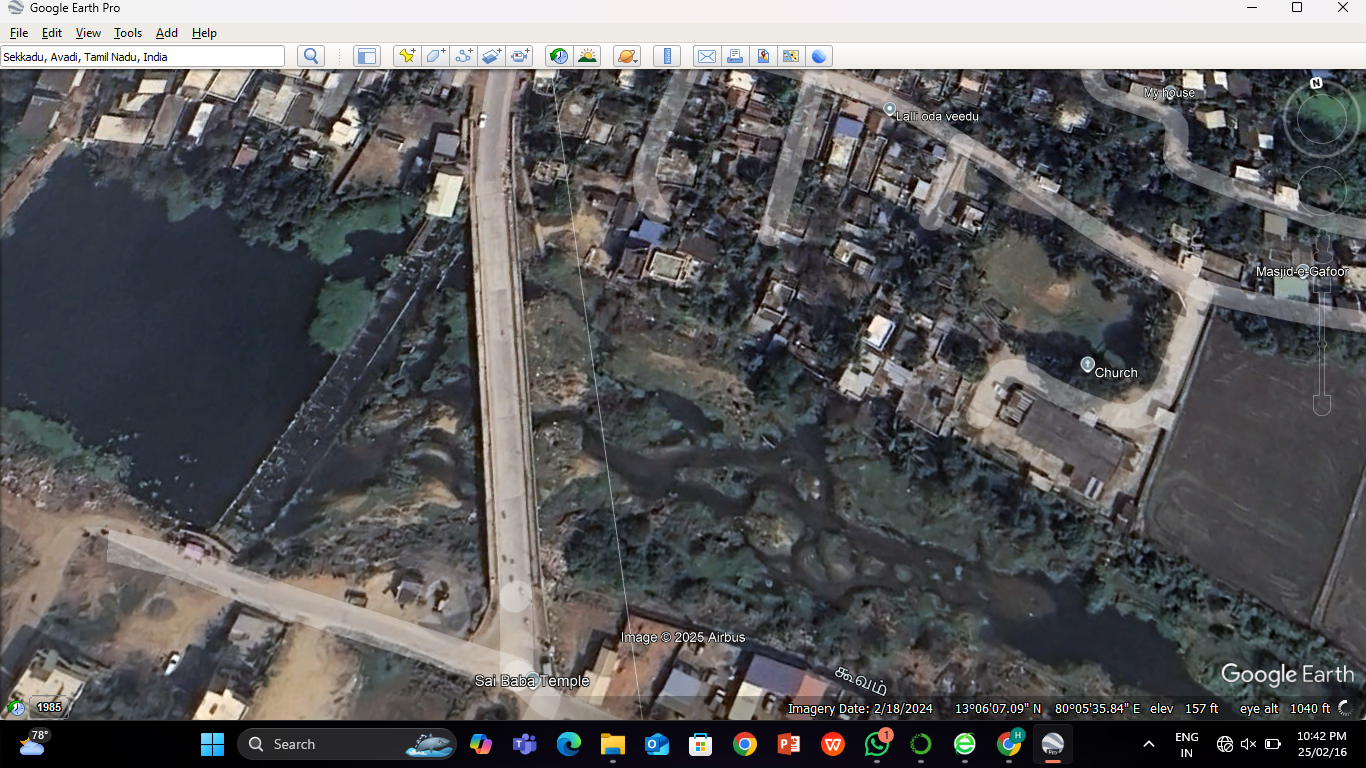 Google Earth Pro
File Edit View Tools Add Help
Sekkadu, Avadi, Tamil Nadu, India
My house
Lalli oda veedu
N
Masjid-e-Gafoor
Church
Image © 2025 Airbus
கூவம்
Sai Baba Temple
Google Earth
1985
Imagery Date: 2/18/2024 13°06'07.09" N 80°05'35.84" E elev 157 ft eye alt 1040 ft
78°
Search
1
H
Pro
ENG
IN
10:42 PM
25/02/16